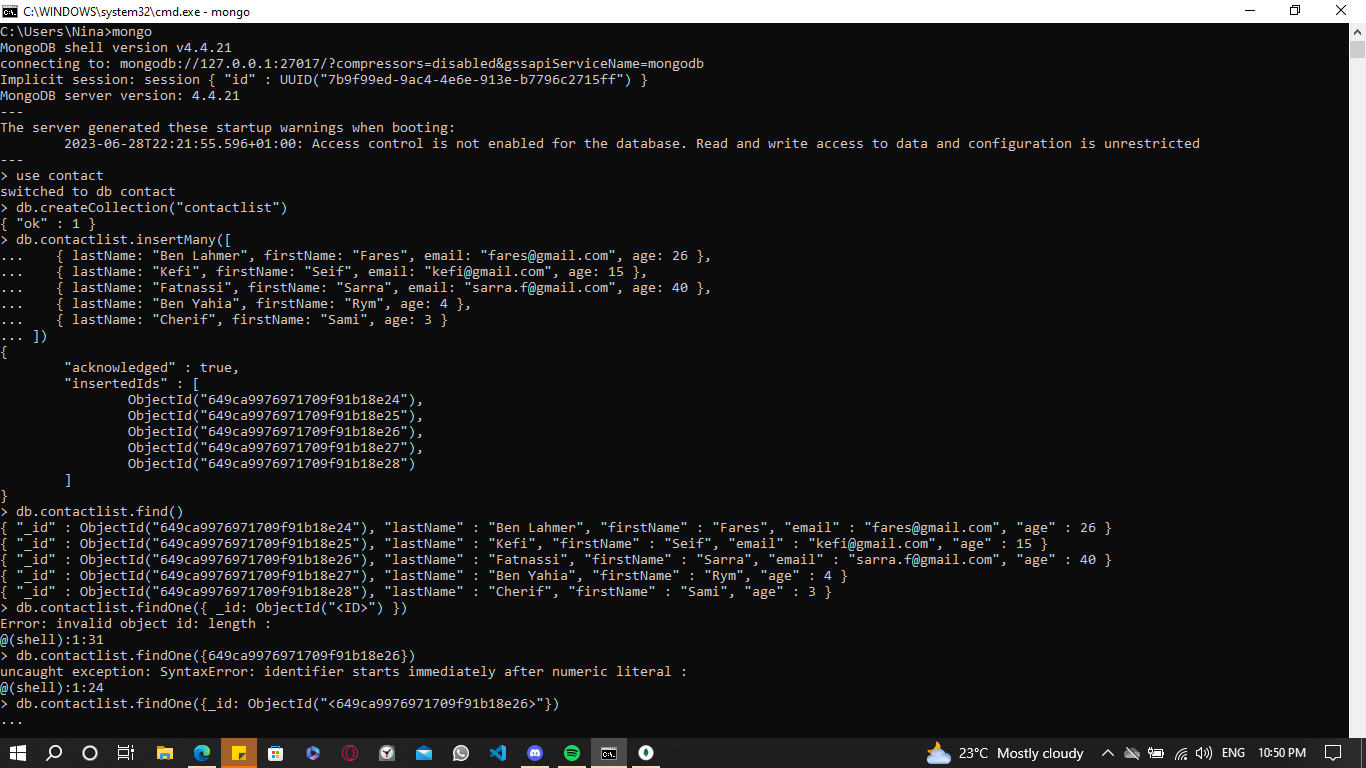 C:\WINDOWS\system32\cmd.exe - mongo
C:\Users\Nina>mongo
MongoDB shell version v4.4.21
connecting to: mongodb://127.0.0.1:27017/?compressors=disabled&gssapiServiceName=mongodb
Implicit session: session { "id" : UUID("7b9f99ed-9ac4-4e6e-913e-b7796c2715ff") }
MongoDB server version: 4.4.21
---
The server generated these startup warnings when booting:
        2023-06-28T22:21:55.596+01:00: Access control is not enabled for the database. Read and write access to data and configuration is unrestricted
---
> use contact
switched to db contact
> db.createCollection("contactlist")
{ "ok" : 1 }
> db.contactlist.insertMany([
...    { lastName: "Ben Lahmer", firstName: "Fares", email: "fares@gmail.com", age: 26 },
...    { lastName: "Kefi", firstName: "Seif", email: "kefi@gmail.com", age: 15 },
...    { lastName: "Fatnassi", firstName: "Sarra", email: "sarra.f@gmail.com", age: 40 },
...    { lastName: "Ben Yahia", firstName: "Rym", age: 4 },
...    { lastName: "Cherif", firstName: "Sami", age: 3 }
... ])
{
        "acknowledged" : true,
        "insertedIds" : [
                ObjectId("649ca9976971709f91b18e24"),
                ObjectId("649ca9976971709f91b18e25"),
                ObjectId("649ca9976971709f91b18e26"),
                ObjectId("649ca9976971709f91b18e27"),
                ObjectId("649ca9976971709f91b18e28")
        ]
}
> db.contactlist.find()
{ "_id" : ObjectId("649ca9976971709f91b18e24"), "lastName" : "Ben Lahmer", "firstName" : "Fares", "email" : "fares@gmail.com", "age" : 26 }
{ "_id" : ObjectId("649ca9976971709f91b18e25"), "lastName" : "Kefi", "firstName" : "Seif", "email" : "kefi@gmail.com", "age" : 15 }
{ "_id" : ObjectId("649ca9976971709f91b18e26"), "lastName" : "Fatnassi", "firstName" : "Sarra", "email" : "sarra.f@gmail.com", "age" : 40 }
{ "_id" : ObjectId("649ca9976971709f91b18e27"), "lastName" : "Ben Yahia", "firstName" : "Rym", "age" : 4 }
{ "_id" : ObjectId("649ca9976971709f91b18e28"), "lastName" : "Cherif", "firstName" : "Sami", "age" : 3 }
> db.contactlist.findOne({ _id: ObjectId("<ID>") })
Error: invalid object id: length :
@(shell):1:31
> db.contactlist.findOne({649ca9976971709f91b18e26})
uncaught exception: SyntaxError: identifier starts immediately after numeric literal :
@(shell):1:24
> db.contactlist.findOne({_id: ObjectId("<649ca9976971709f91b18e26>"})
...
23°C Mostly cloudy ENG 10:50 PM